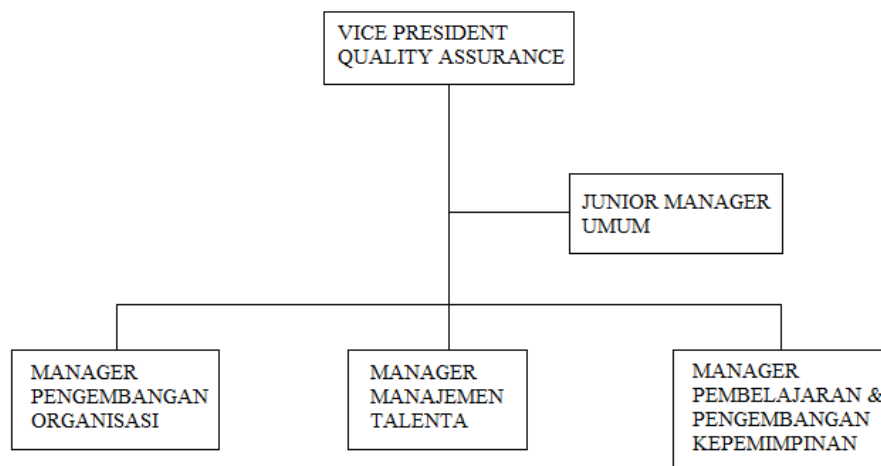 VICE PRESIDENT
QUALITY ASSURANCE
JUNIOR MANAGER
UMUM
MANAGER
PENGEMBANGAN
ORGANISASI
MANAGER
MANAJEMEN
TALENTA
MANAGER
PEMBELAJARAN &
PENGEMBANGAN
KEPEMIMPINAN